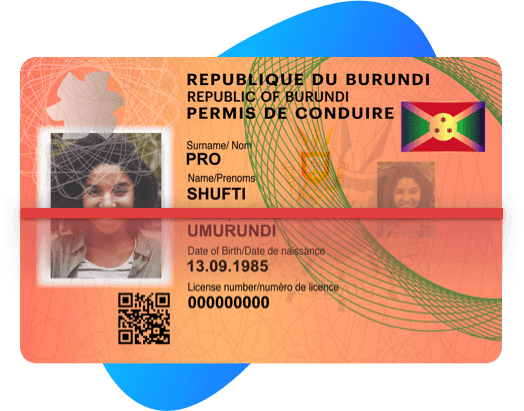 REPUBLIQUE DU BURUNDI
REPUBLIC OF BURUNDI
PERMIS DE CONDUIRE
Surname/ Nom
PRO
Name/Prenoms
SHUFTI
UMURUNDI
Date of Birth/Date de naissance
13.09.1985
License number/numéro de licence
000000000